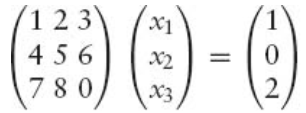 ( 1 2 3 ) ( x₁ ) = ( 1 )
( 4 5 6 ) ( x₂ ) = ( 0 )
( 7 8 0 ) ( x₃ ) = ( 2 )